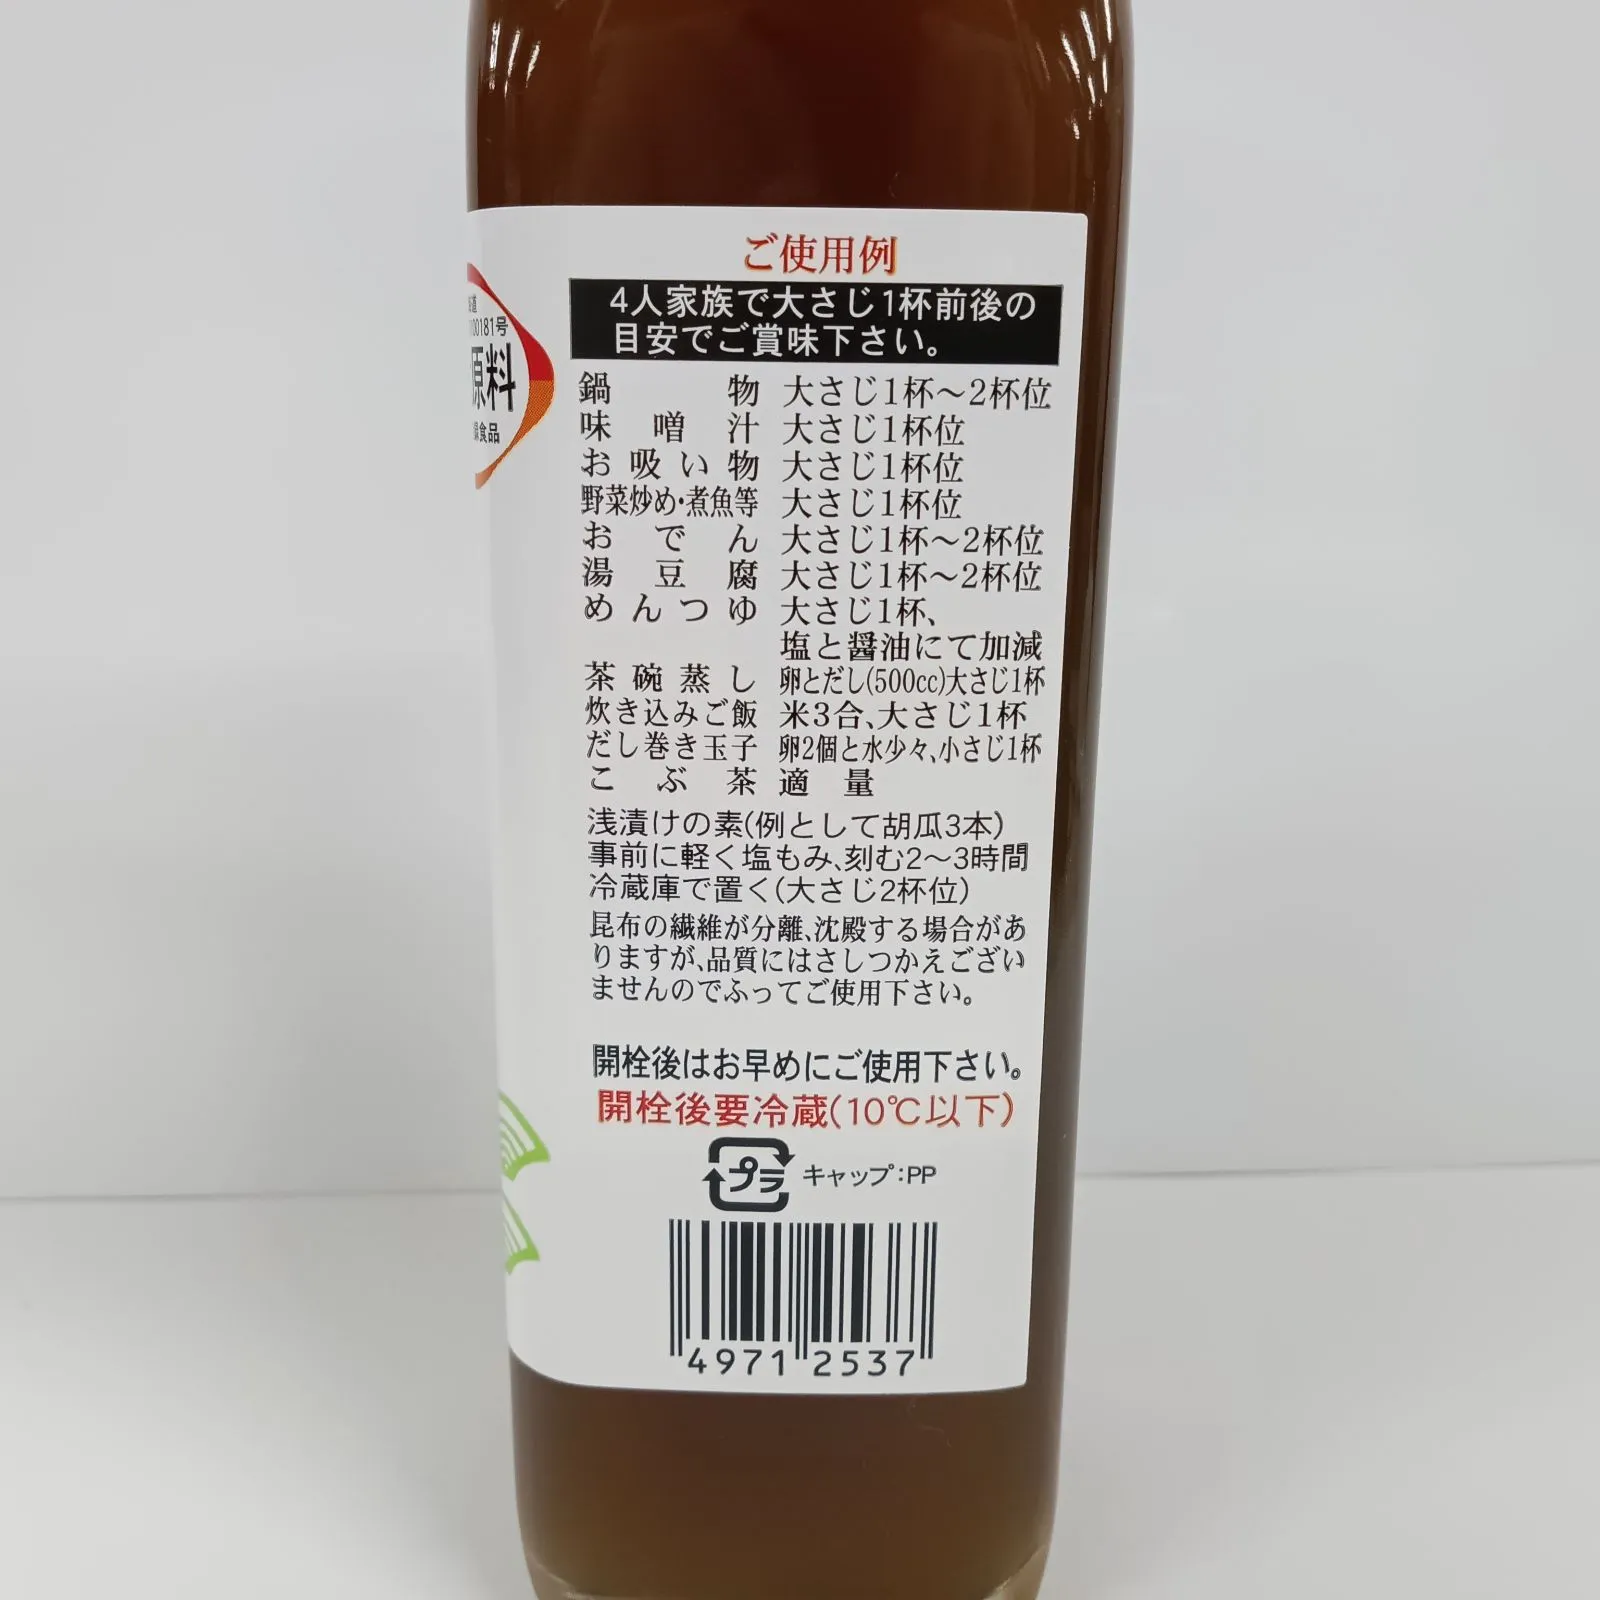 ご使用例
4人家族で大さじ1杯前後の
目安でご賞味下さい。
鍋物 大さじ1杯～2杯位
味噌汁 大さじ1杯位
お吸い物 大さじ1杯位
野菜炒め・煮魚等 大さじ1杯位
おでん 大さじ1杯～2杯位
湯豆腐 大さじ1杯～2杯位
めんつゆ 大さじ1杯、
塩と醤油にて加減
茶碗蒸し 卵とだし(500cc)大さじ1杯
炊き込みご飯 米3合、大さじ1杯
だし巻き玉子 卵2個と水少々、小さじ1杯
こぶ茶 適量
浅漬けの素(例として胡瓜3本)
事前に軽く塩もみ、刻む2～3時間
冷蔵庫で置く(大さじ2杯位)
昆布の繊維が分離、沈殿する場合があ
りますが、品質にはさしつかえござい
ませんのでふってご使用下さい。
開栓後はお早めにご使用下さい。
開栓後要冷蔵(10℃以下)
プラ キャップ:PP
4971 2537
道
00181号
原料
食品